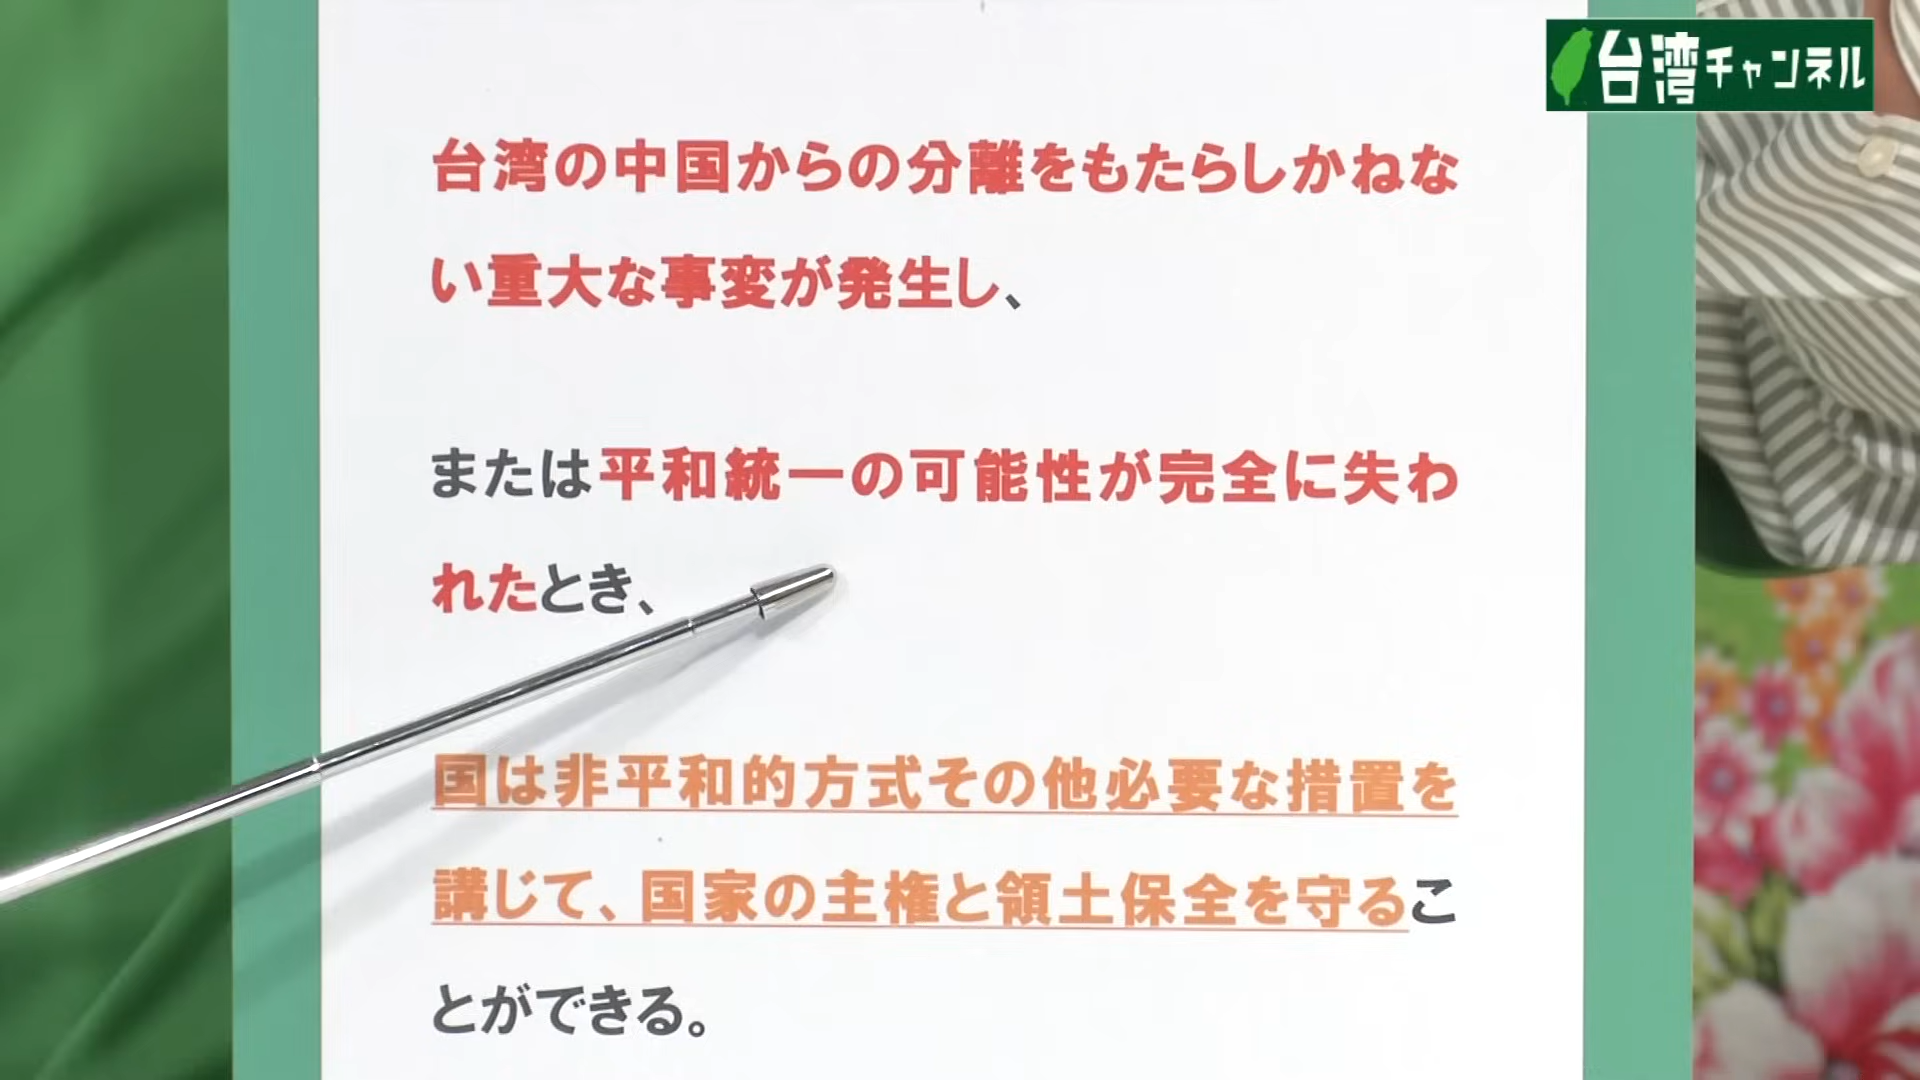 台湾チャンネル
台湾の中国からの分離をもたらしかねな
い重大な事変が発生し、
または平和統一の可能性が完全に失わ
れたとき、
国は非平和的方式その他必要な措置を
講じて、国家の主権と領土保全を守るこ
とができる。